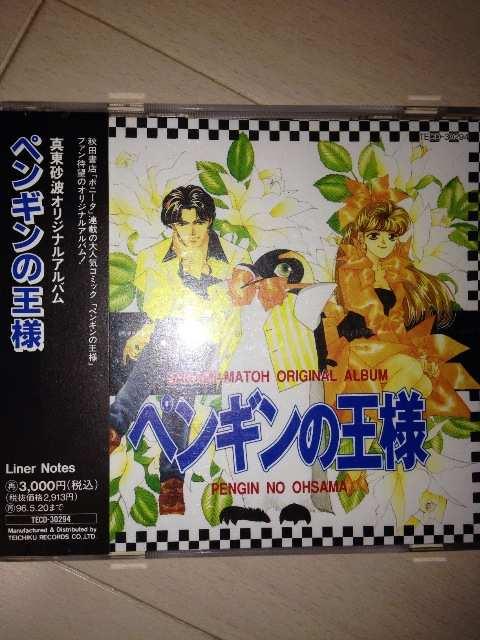 秋田書店「ボニータ」連載の大人気コミック「ペンギンの王様」
ファン待望のオリジナルアルバム!
真東砂波オリジナルアルバム
ペンギンの王様
Liner Notes
再3,000円(税込)
(税抜価格2,913円)
再96.5.20まで
TECD-30294
Manufactured & Distributed by
TEICHIKU RECORDS CO.,LTD
TECD-30294
MATOH ORIGINAL ALBUM
ペンギンの王様
PENGIN NO OHSAMA